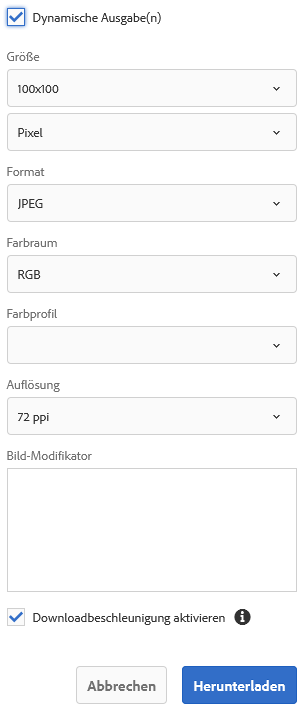 Dynamische Ausgabe(n)
Größe
100x100
Pixel
Format
JPEG
Farbraum
RGB
Farbprofil
Auflösung
72 ppi
Bild-Modifikator
Downloadbeschleunigung aktivieren
Abbrechen
Herunterladen